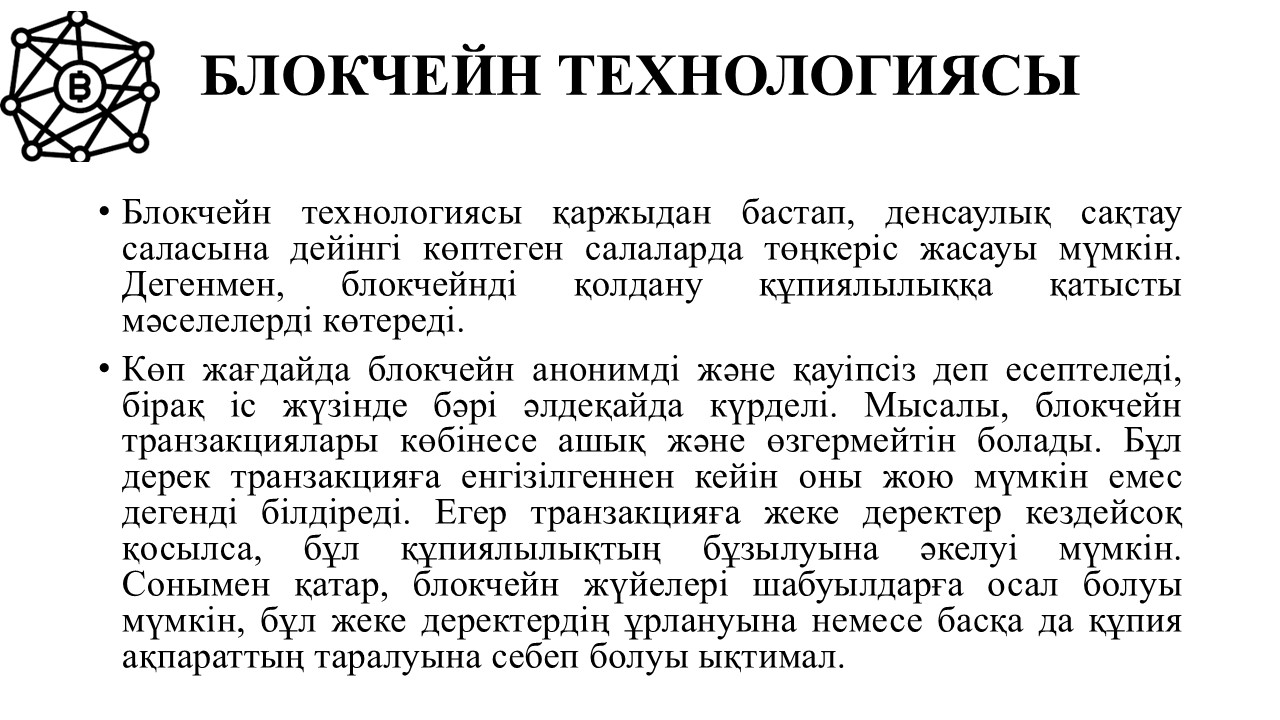 БЛОКЧЕЙН ТЕХНОЛОГИЯСЫ
• Блокчейн технологиясы қаржыдан бастап, денсаулық сақтау
саласына дейінгі көптеген салаларда төңкеріс жасауы мүмкін.
Дегенмен, блокчейнді қолдану құпиялылыққа қатысты
мәселелерді көтереді.
• Көп жағдайда блокчейн анонимді және қауіпсіз деп есептеледі,
бірақ іс жүзінде бәрі әлдеқайда күрделі. Мысалы, блокчейн
транзакциялары көбінесе ашық және өзгермейтін болады. Бұл
дерек транзакцияға енгізілгеннен кейін оны жою мүмкін емес
дегенді білдіреді. Егер транзакцияға жеке деректер кездейсоқ
қосылса, бұл құпиялылықтың бұзылуына әкелуі мүмкін.
Сонымен қатар, блокчейн жүйелері шабуылдарға осал болуы
мүмкін, бұл жеке деректердің ұрлануына немесе басқа да құпия
ақпараттың таралуына себеп болуы ықтимал.